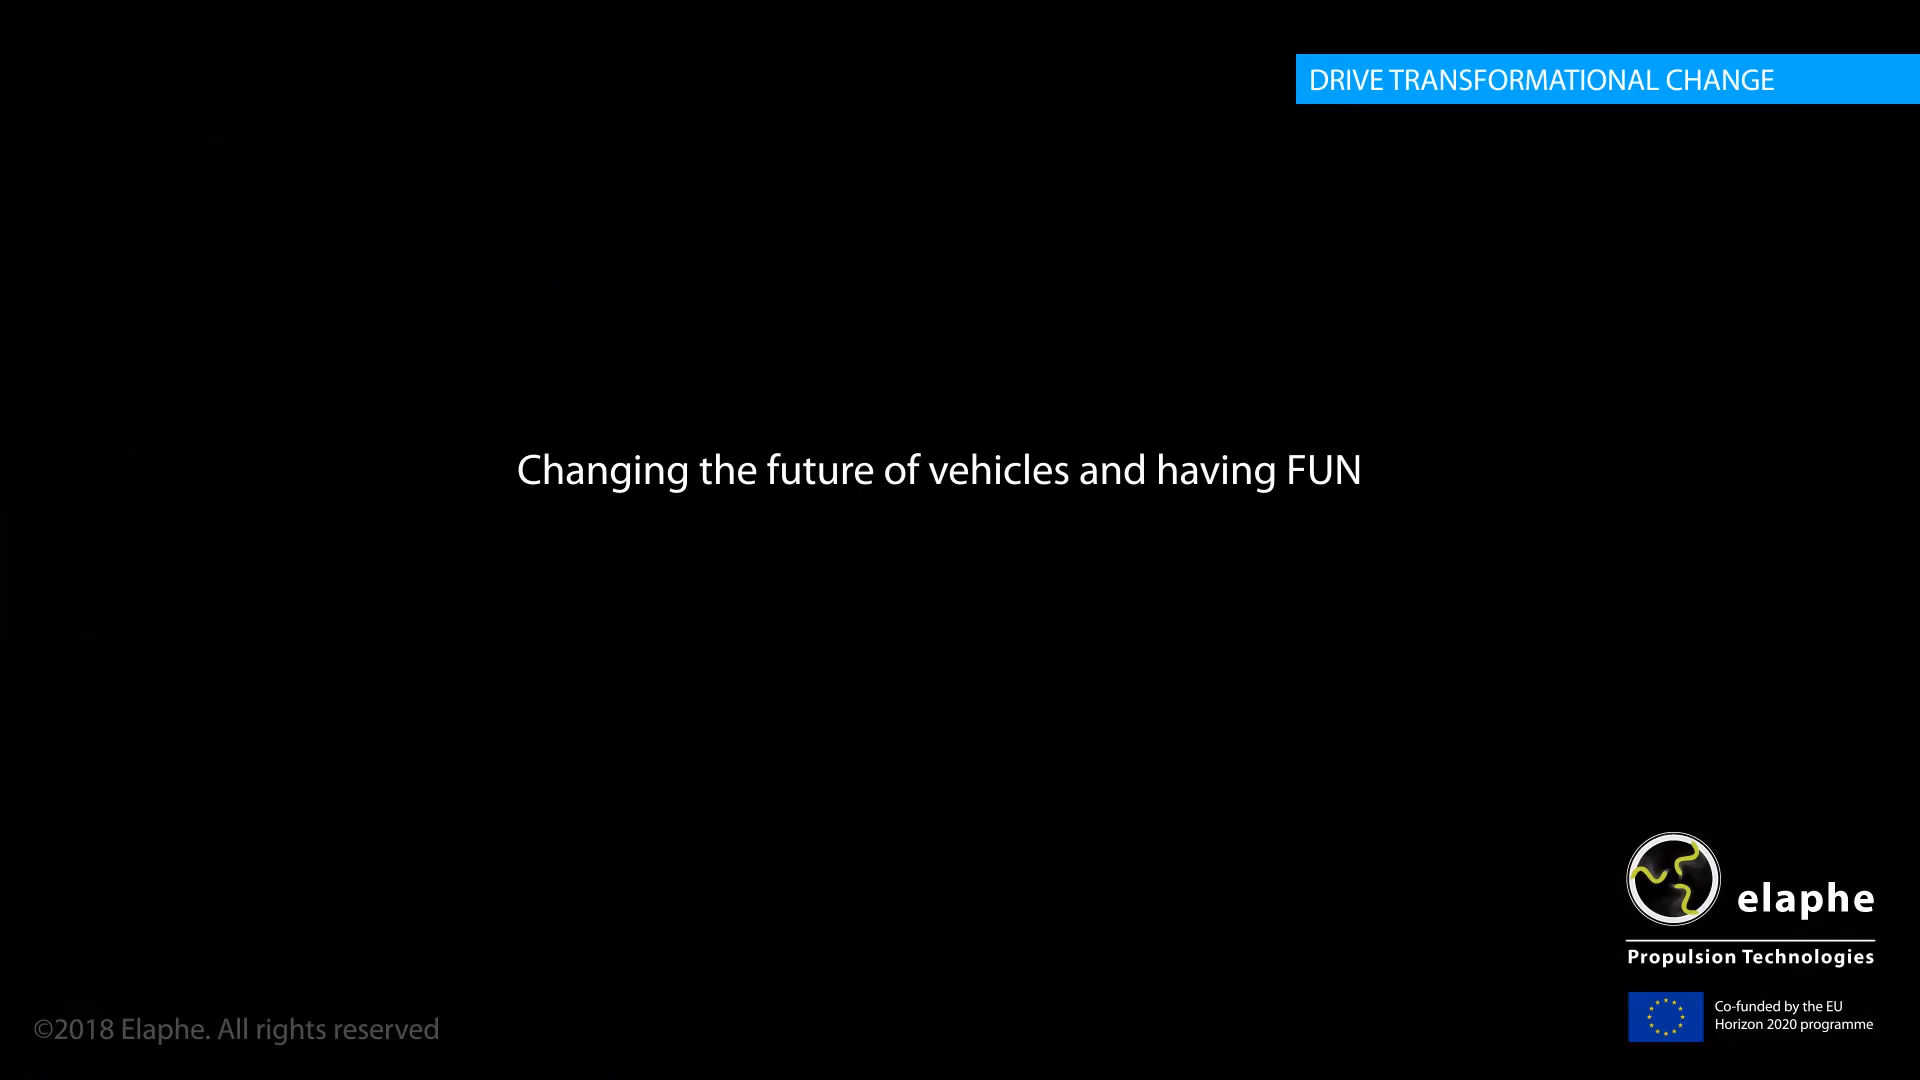 DRIVE TRANSFORMATIONAL CHANGE
Changing the future of vehicles and having FUN
elaphe
Propulsion Technologies
Co-funded by the EU
Horizon 2020 programme
©2018 Elaphe. All rights reserved